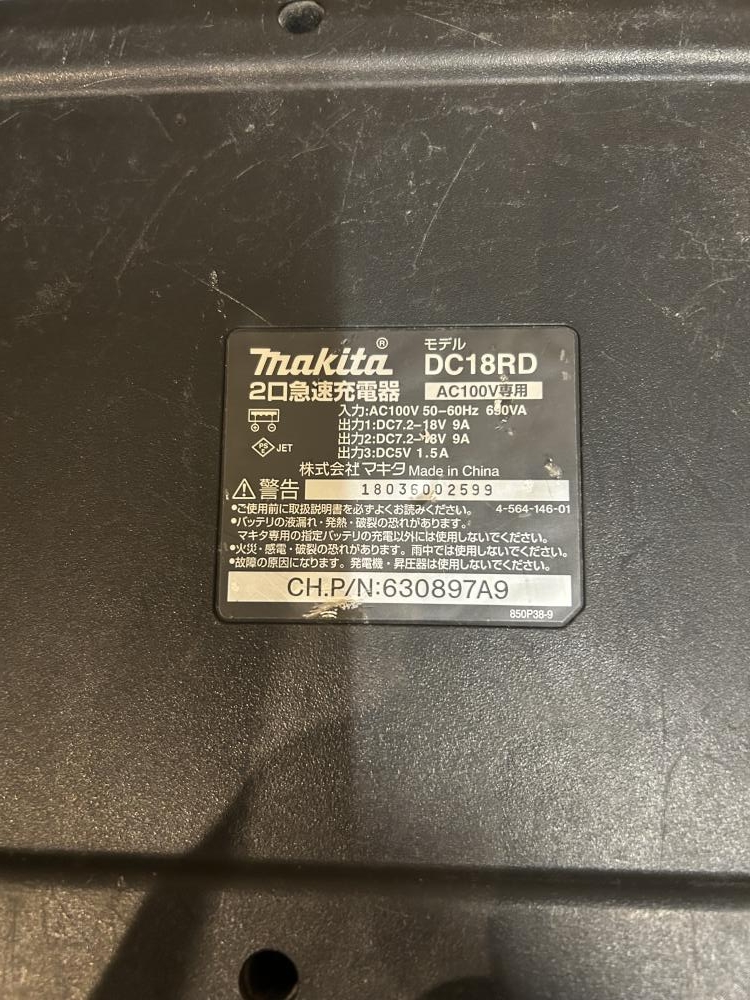 makita®
モデル DC18RD
2口急速充電器 AC100V専用
入力:AC100V 50-60Hz 690VA
出力1:DC7.2-18V 9A
出力2:DC7.2-18V 9A
出力3:DC5V 1.5A
PS E JET
株式会社マキタ Made in China
警告 18036002599
•ご使用前に取扱説明書を必ずよくお読みください。 4-564-146-01
•バッテリの液漏れ・発熱・破裂の恐れがあります。
マキタ専用の指定バッテリの充電以外には使用しないでください。
•火災・感電・破裂の恐れがあります。雨中では使用しないでください。
•故障の原因になります。発電機・昇圧器は使用しないでください。
CH.P/N:630897A9
850P38-9